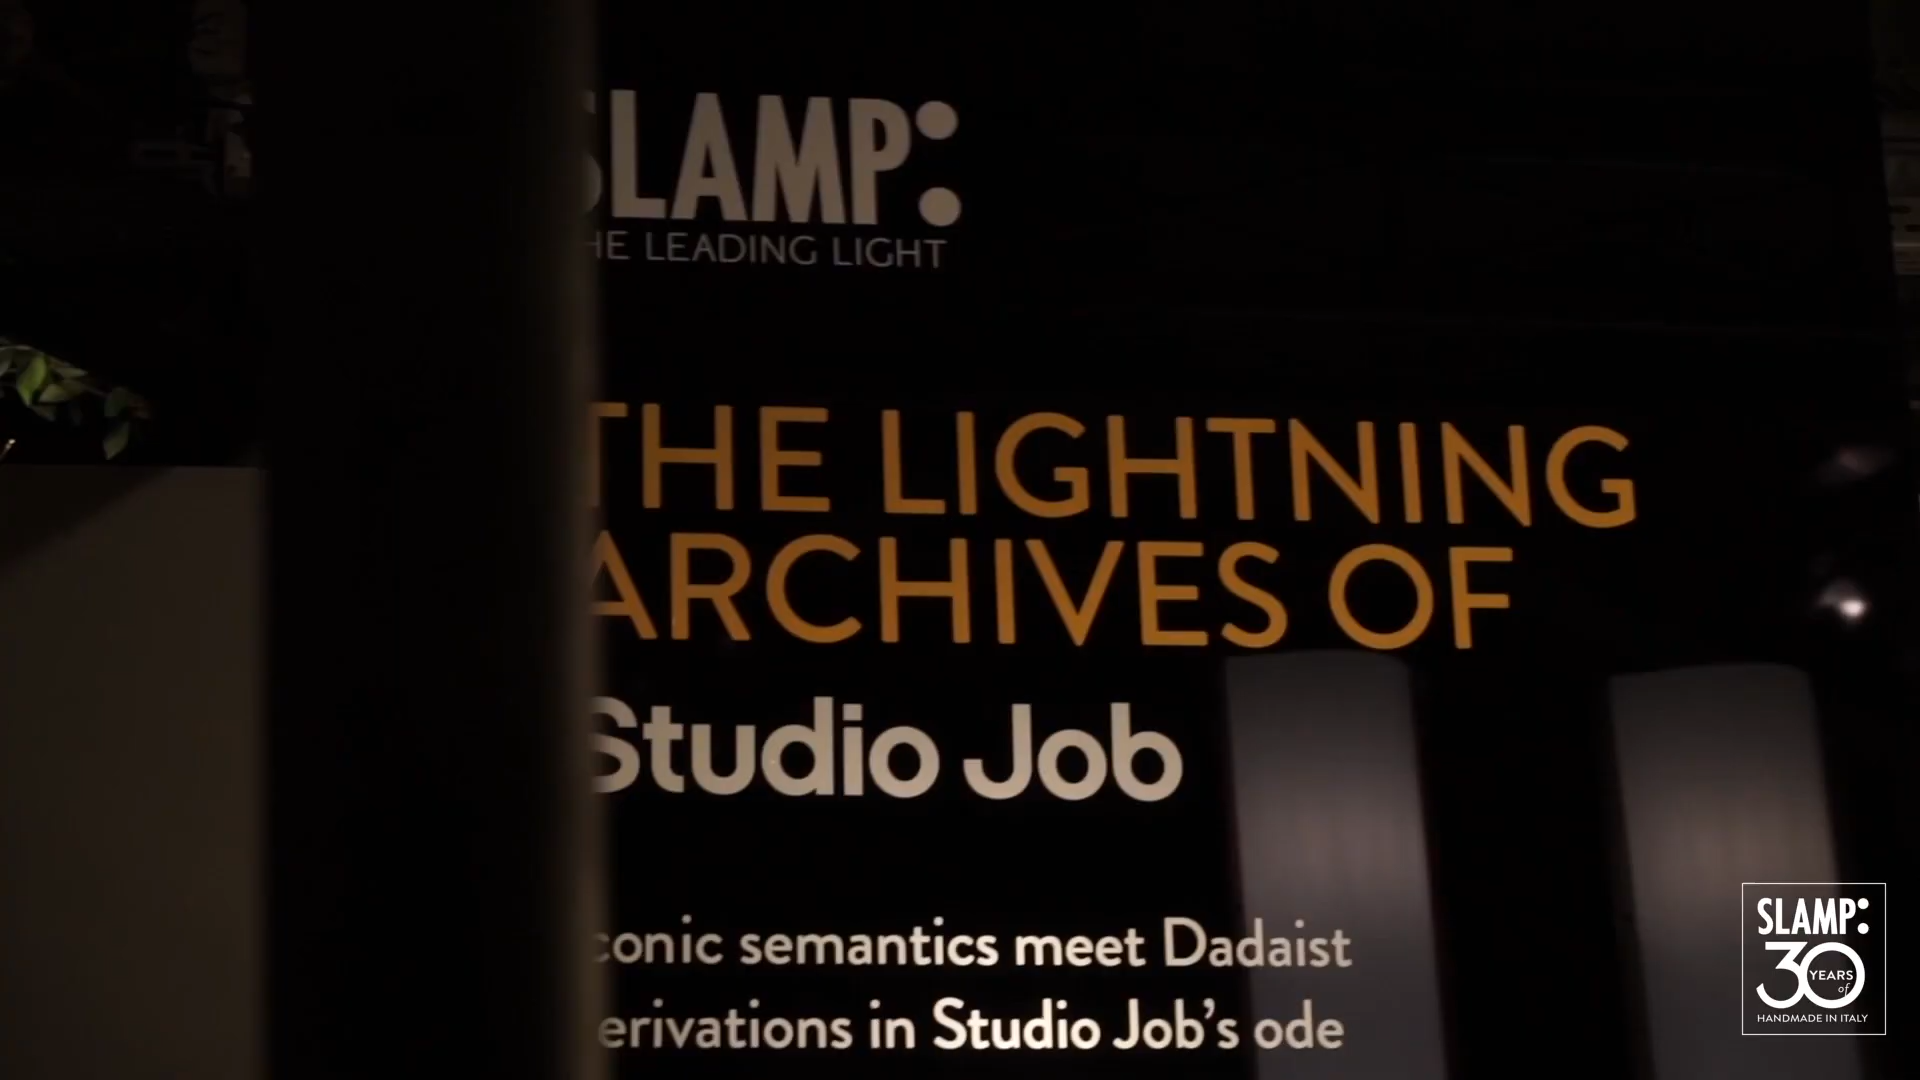 SLAMP:
THE LEADING LIGHT
THE LIGHTNING
ARCHIVES OF
Studio Job
conic semantics meet Dadaist
erivations in Studio Job's ode
SLAMP:
30 YEARS
of
HANDMADE IN ITALY